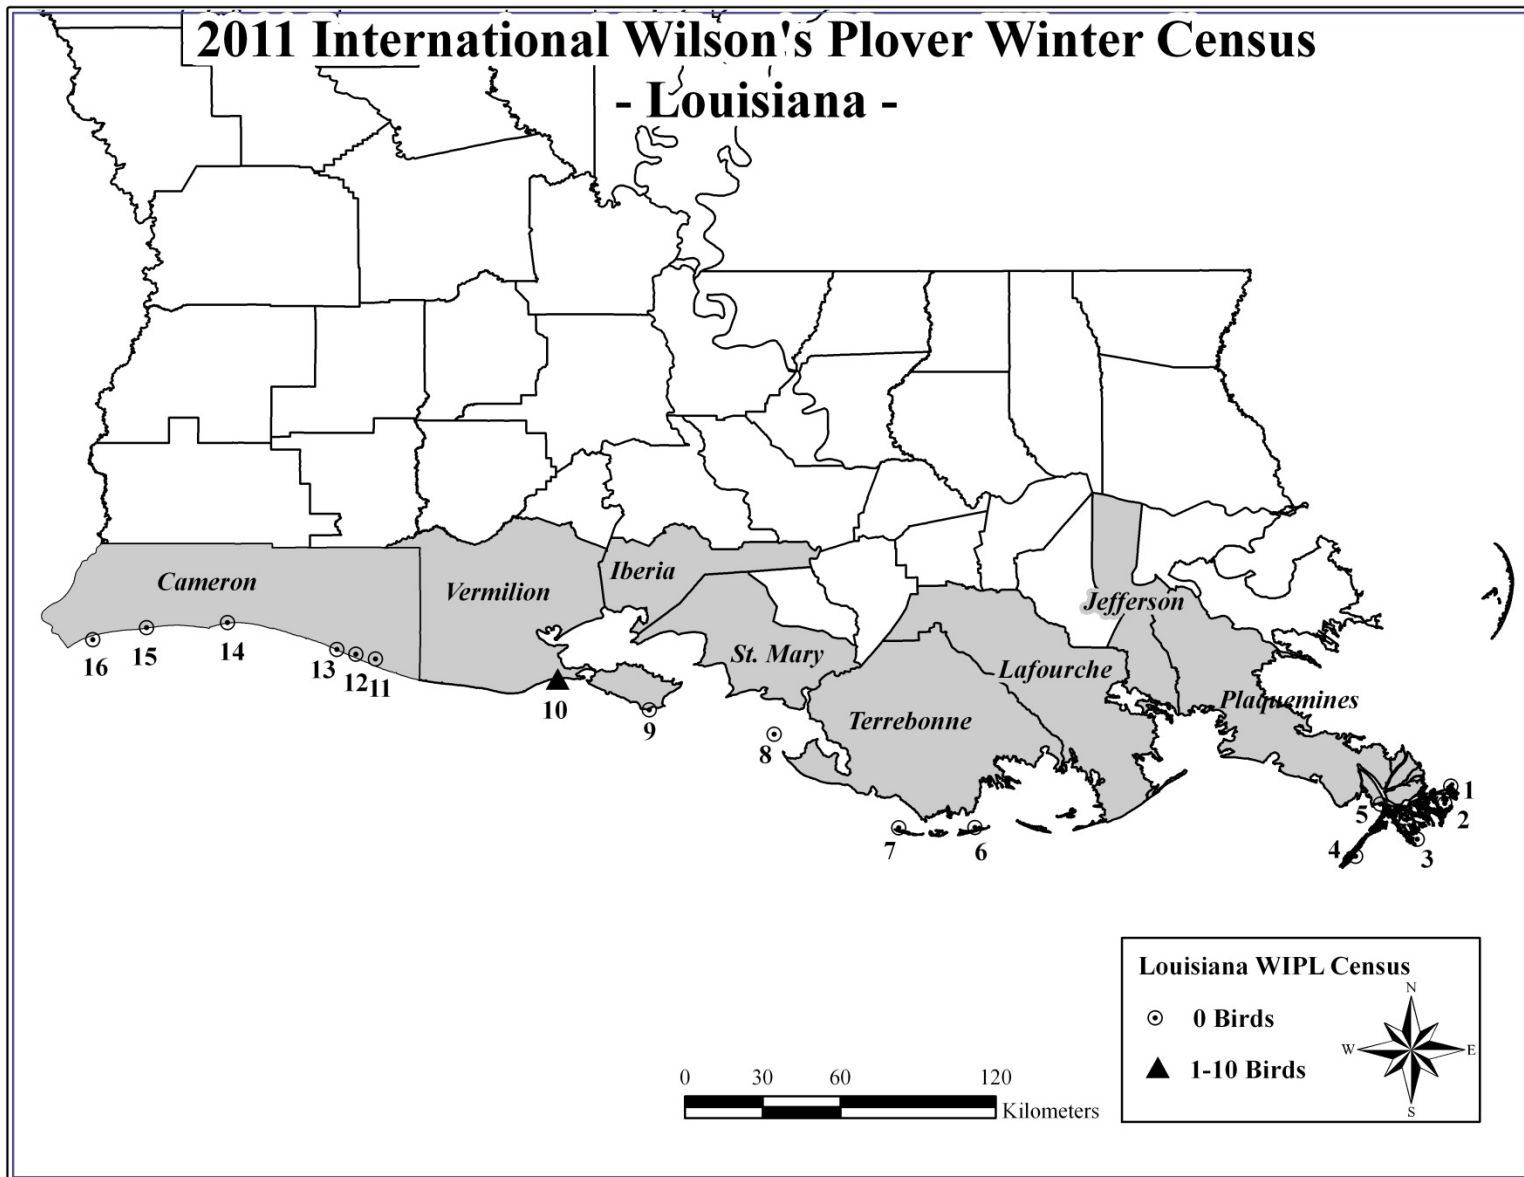 2011 International Wilson's Plover Winter Census
- Louisiana -
Cameron
Vermilion
Iberia
Jefferson
St. Mary
Lafourche
Plaquemines
Terrebonne
16
15
14
13
12
11
10
9
8
7
6
5
4
3
2
1
Louisiana WIPL Census
0 Birds
1-10 Birds
N
W
E
S
0 30 60 120
Kilometers